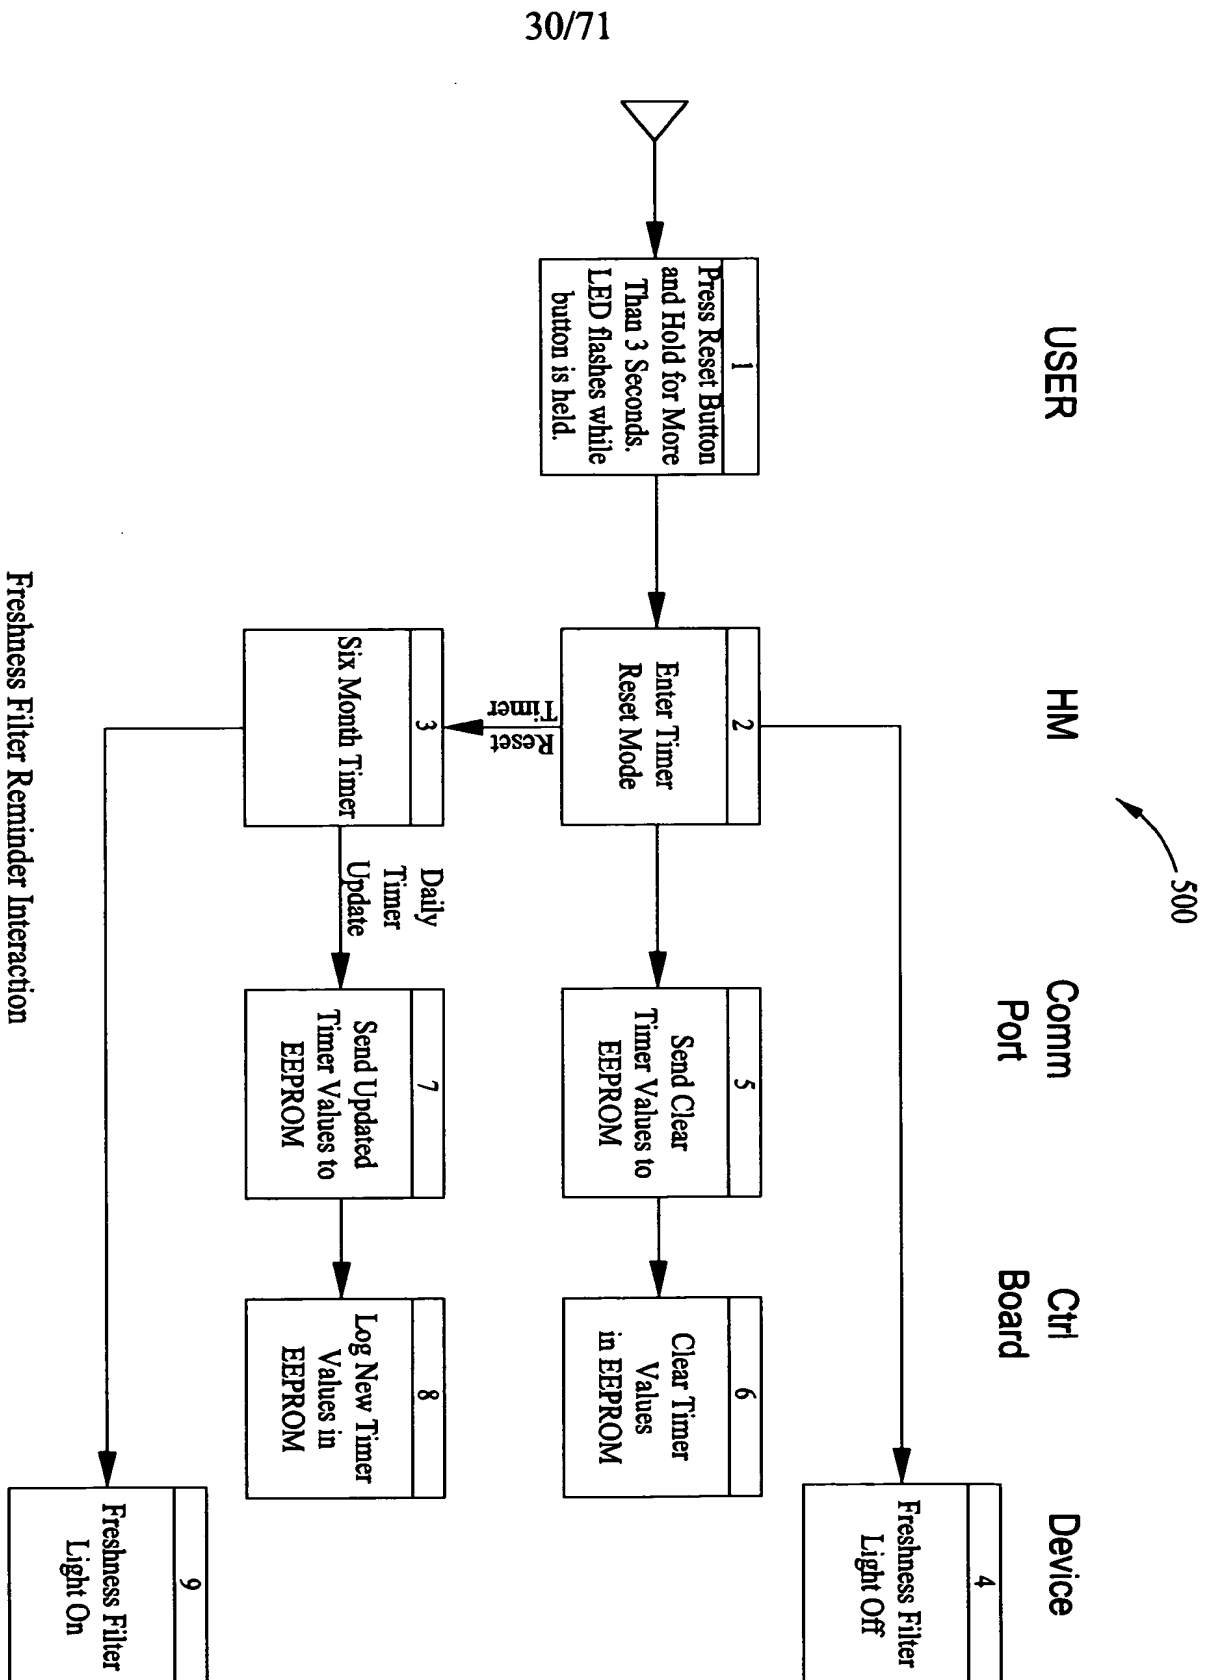 30/71
500
USER
HM
Comm
Port
Ctrl
Board
Device
1
Press Reset Button
and Hold for More
Than 3 Seconds.
LED flashes while
button is held.
2
Enter Timer
Reset Mode
Reset
Timer
3
Six Month Timer
Daily
Timer
Update
4
Freshness Filter
Light Off
5
Send Clear
Timer Values to
EEPROM
6
Clear Timer
Values
in EEPROM
7
Send Updated
Timer Values to
EEPROM
8
Log New Timer
Values in
EEPROM
9
Freshness Filter
Light On
Freshness Filter Reminder Interaction